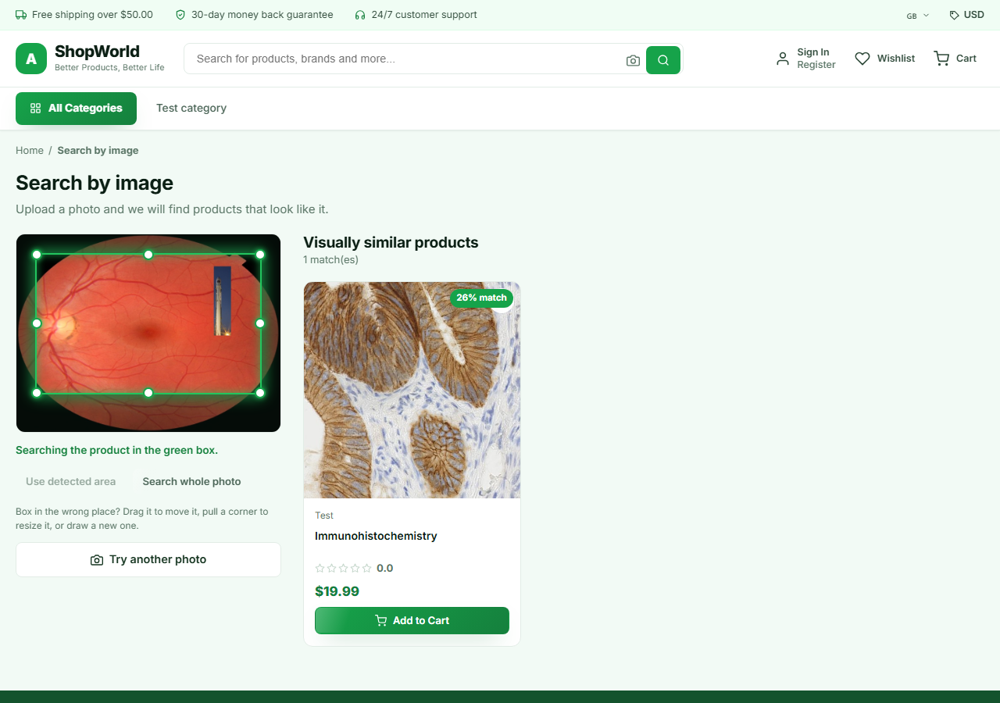 Free shipping over $50.00
30-day money back guarantee
24/7 customer support
GB
USD
A
ShopWorld
Better Products, Better Life
Search for products, brands and more...
Sign In
Register
Wishlist
Cart
All Categories
Test category
Home / Search by image
Search by image
Upload a photo and we will find products that look like it.
Visually similar products
1 match(es)
26% match
Searching the product in the green box.
Use detected area
Search whole photo
Box in the wrong place? Drag it to move it, pull a corner to
resize it, or draw a new one.
Try another photo
Test
Immunohistochemistry
0.0
$19.99
Add to Cart